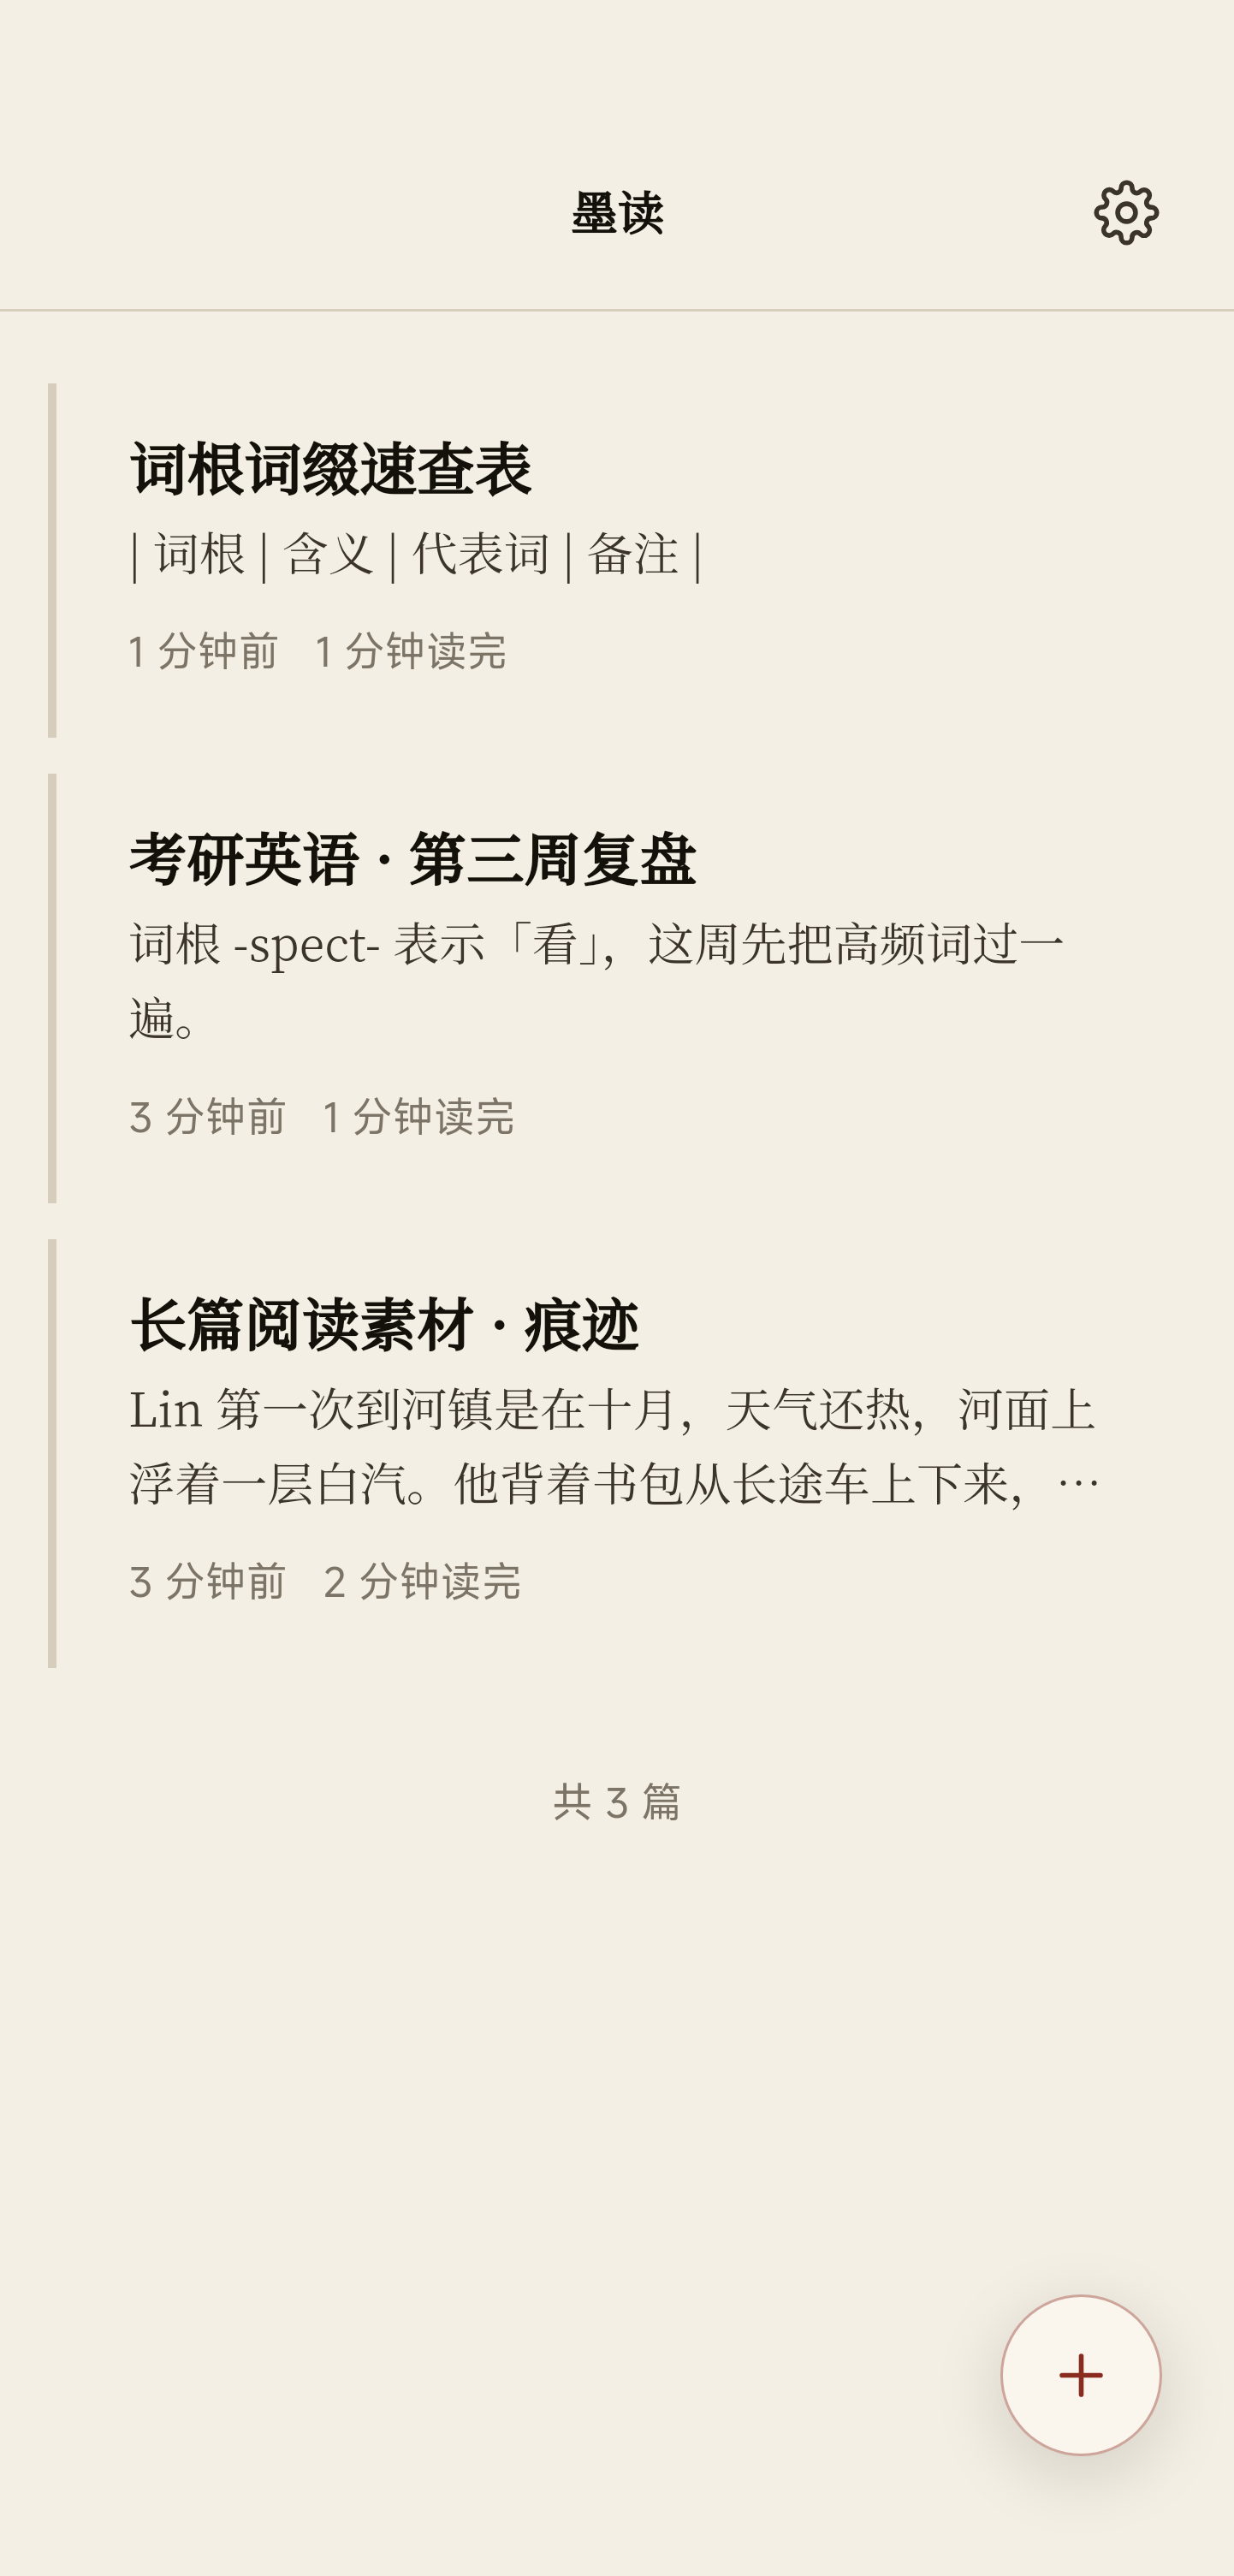 墨读
词根词缀速查表
| 词根 | 含义 | 代表词 | 备注 |
1 分钟前 1 分钟读完
考研英语 · 第三周复盘
词根 -spect- 表示「看」，这周先把高频词过一
遍。
3 分钟前 1 分钟读完
长篇阅读素材 · 痕迹
Lin 第一次到河镇是在十月，天气还热，河面上
浮着一层白汽。他背着书包从长途车上下来，…
3 分钟前 2 分钟读完
共 3 篇